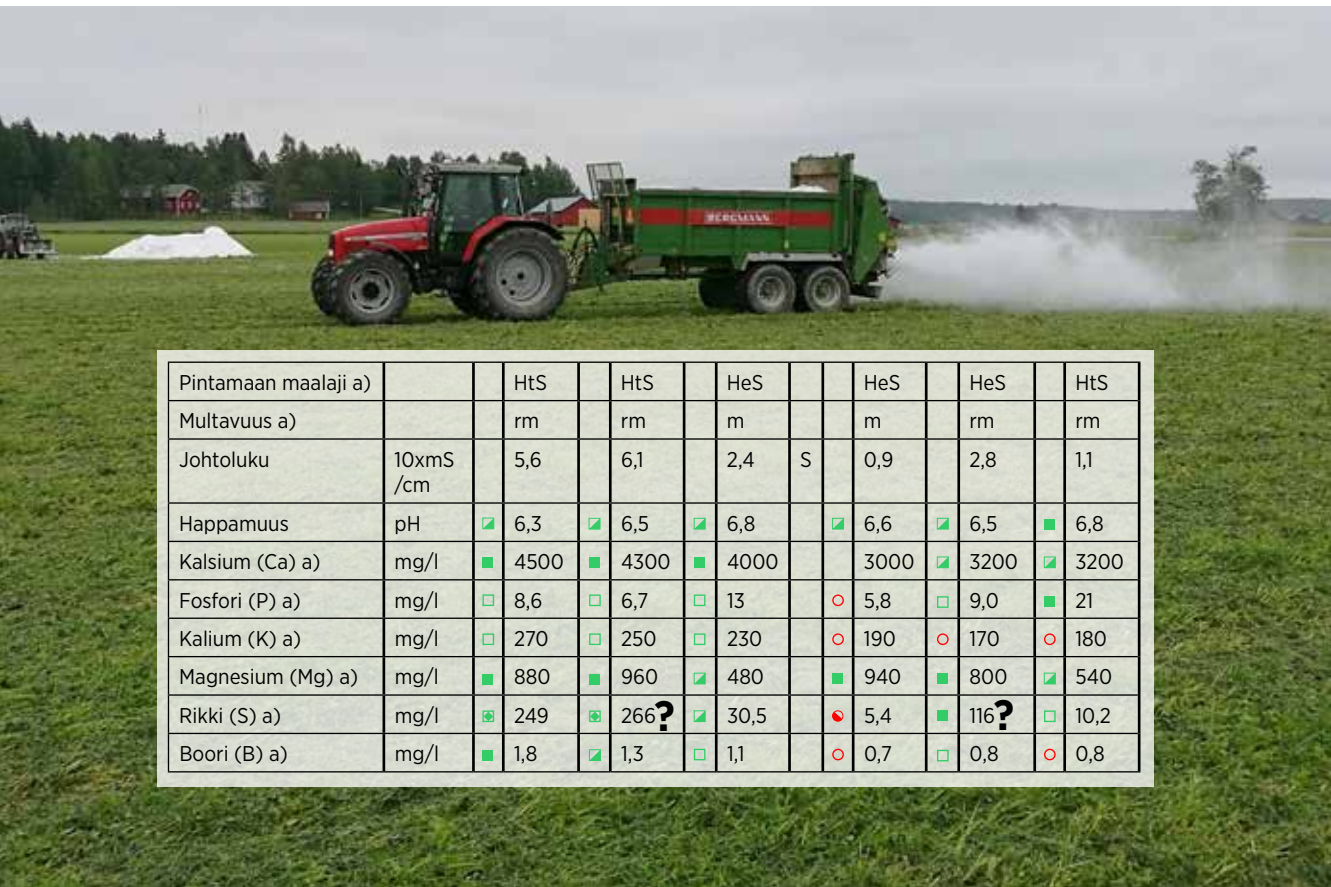 BERGMANN
Pintamaan maalaji a) HtS HtS HeS HeS HeS HtS
Multavuus a) rm rm m m rm rm
Johtoluku 10xmS /cm 5,6 6,1 2,4 S 0,9 2,8 1,1
Happamuus pH 6,3 6,5 6,8 6,6 6,5 6,8
Kalsium (Ca) a) mg/l 4500 4300 4000 3000 3200 3200
Fosfori (P) a) mg/l 8,6 6,7 13 5,8 9,0 21
Kalium (K) a) mg/l 270 250 230 190 170 180
Magnesium (Mg) a) mg/l 880 960 480 940 800 540
Rikki (S) a) mg/l 249 266? 30,5 5,4 116? 10,2
Boori (B) a) mg/l 1,8 1,3 1,1 0,7 0,8 0,8